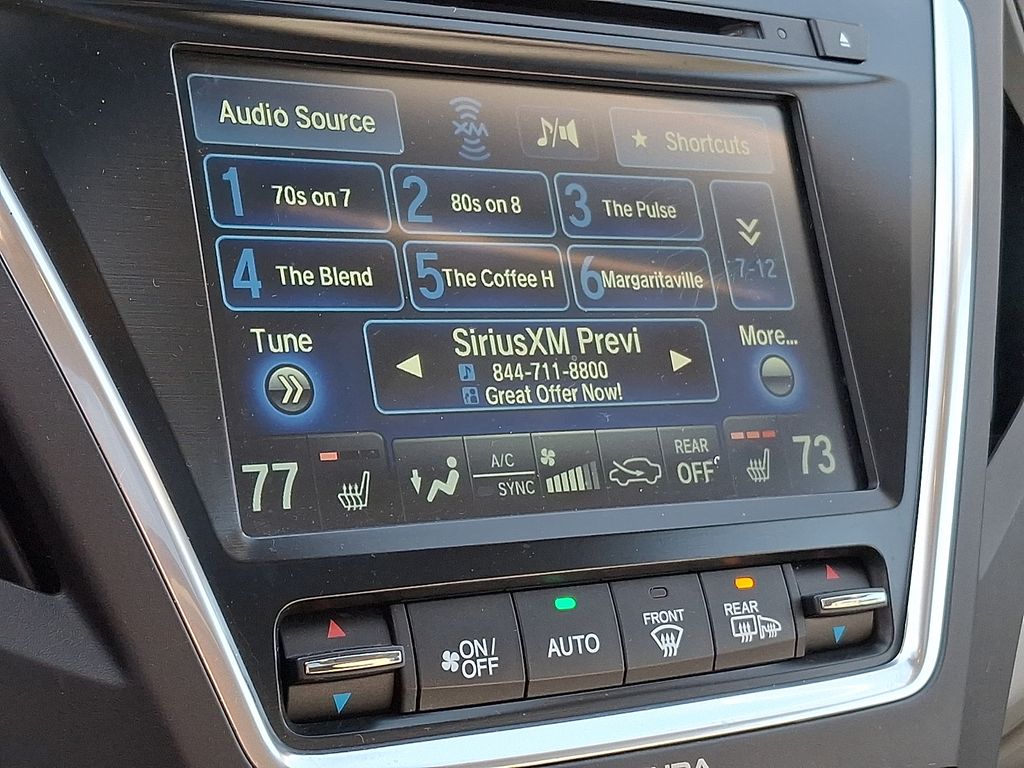 Audio Source
XM
Shortcuts
1 70s on 7
2 80s on 8
3 The Pulse
4 The Blend
5 The Coffee H
6 Margaritaville
7-12
Tune
SiriusXM Previ
844-711-8800
Great Offer Now!
More...
77
A/C
SYNC
REAR
OFF
73
ON/
OFF
AUTO
FRONT
REAR